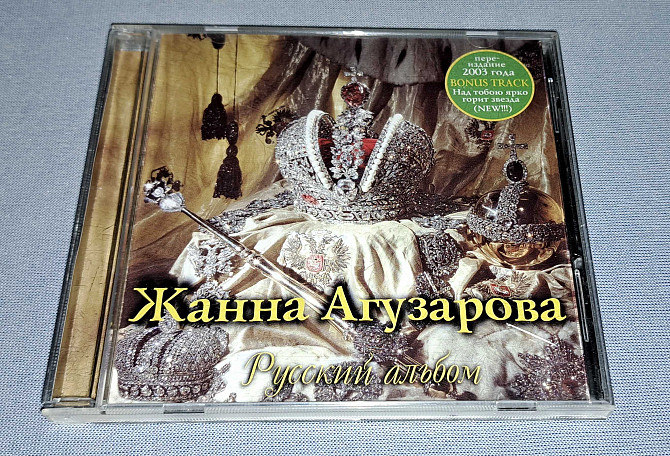 пере-
издание
2003 года
BONUS TRACK
Над тобою ярко
горит звезда
(NEW!!!)
Жанна Агузарова
Русский альбом